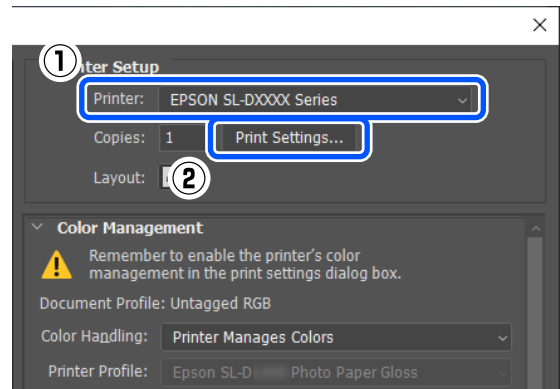 ①
nter Setup
Printer: EPSON SL-DXXXX Series
Copies: 1 Print Settings...
Layout:
②
Color Management
Remember to enable the printer's color
management in the print settings dialog box.
Document Profile: Untagged RGB
Color Handling: Printer Manages Colors
Printer Profile: Epson SL-D Photo Paper Gloss